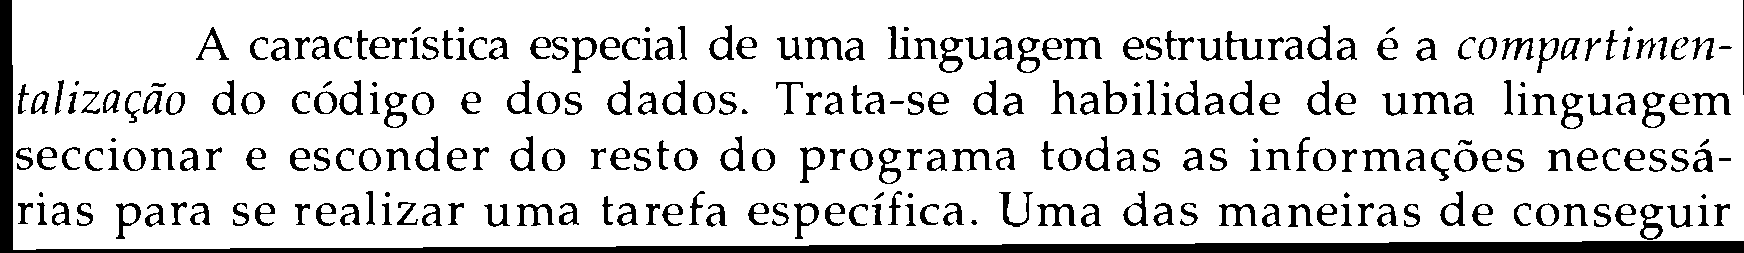 A característica especial de uma linguagem estruturada é a compartimen-
talização do código e dos dados. Trata-se da habilidade de uma linguagem
seccionar e esconder do resto do programa todas as informações necessá-
rias para se realizar uma tarefa específica. Uma das maneiras de conseguir